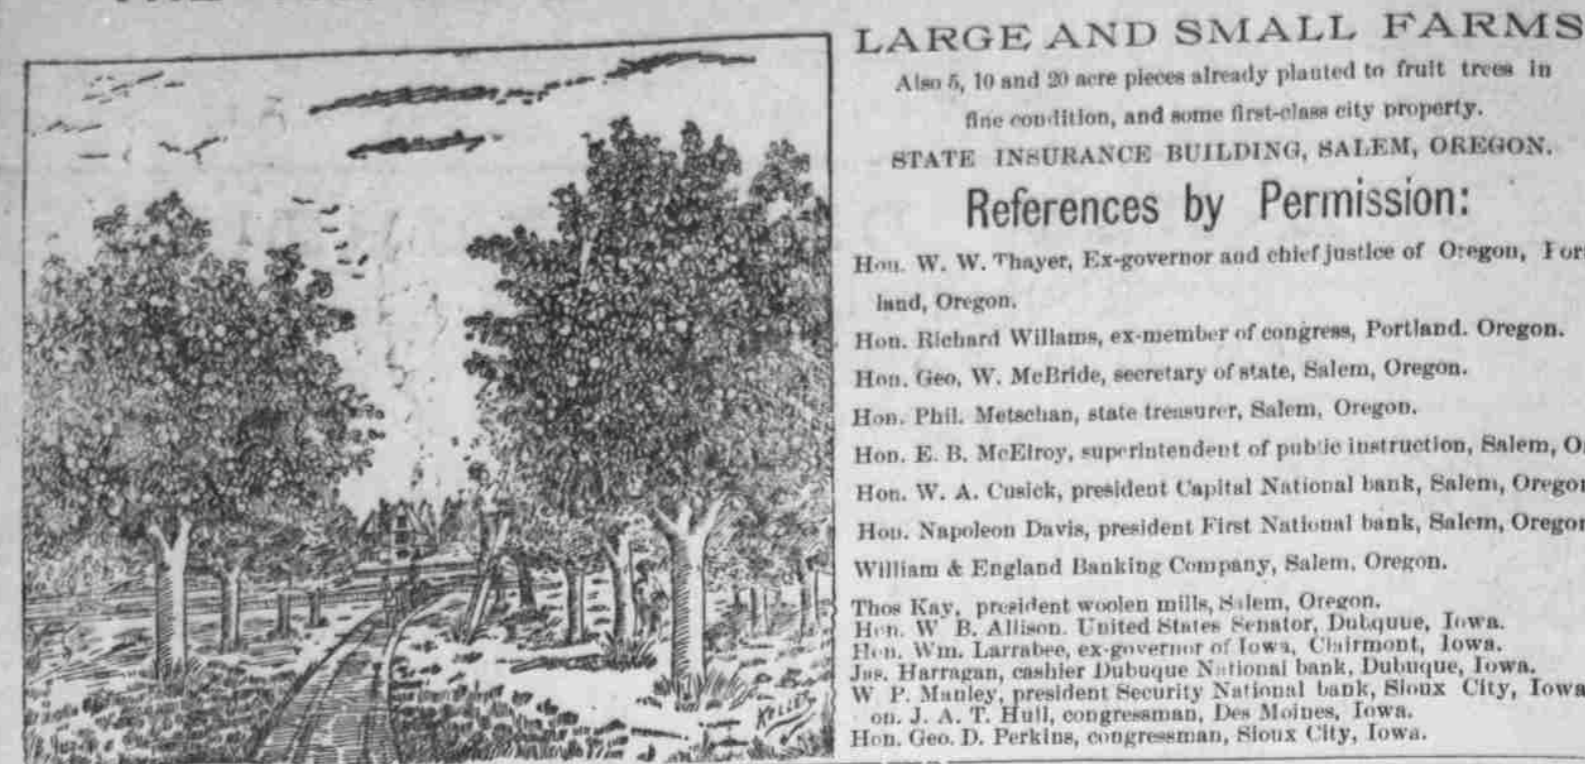 LARGE AND SMALL FARMS
Also 5, 10 and 20 acre pieces already planted to fruit trees in
fine condition, and some first-class city property.
STATE INSURANCE BUILDING, SALEM, OREGON.
References by Permission:
Hon. W. W. Thayer, Ex-governor and chief justice of Oregon,
land, Oregon.
Hon. Richard Willams, ex-member of congress, Portland. Oregon.
Hon. Geo. W. McBride, secretary of state, Salem, Oregon.
Hon. Phil. Metschan, state treasurer, Salem, Oregon.
Hon. E. B. McElroy, superintendent of public instruction, Salem, O
Hon. W. A. Cusick, president Capital National bank, Salem, Oregon
Hon. Napoleon Davis, president First National bank, Salem, Oregon
William & England Banking Company, Salem, Oregon.
Thos Kay, president woolen mills, Salem, Oregon.
Hon. W B. Allison. United States Senator, Dubuque, Iowa.
Hon. Wm. Larrabee, ex-governor of Iowa, Clairmont, Iowa.
Jas. Harragan, cashier Dubuque National bank, Dubuque, Iowa.
W P. Manley, president Security National bank, Sioux City, Iowa
on. J. A. T. Hull, congressman, Des Moines, Iowa.
Hon. Geo. D. Perkins, congressman, Sioux City, Iowa.